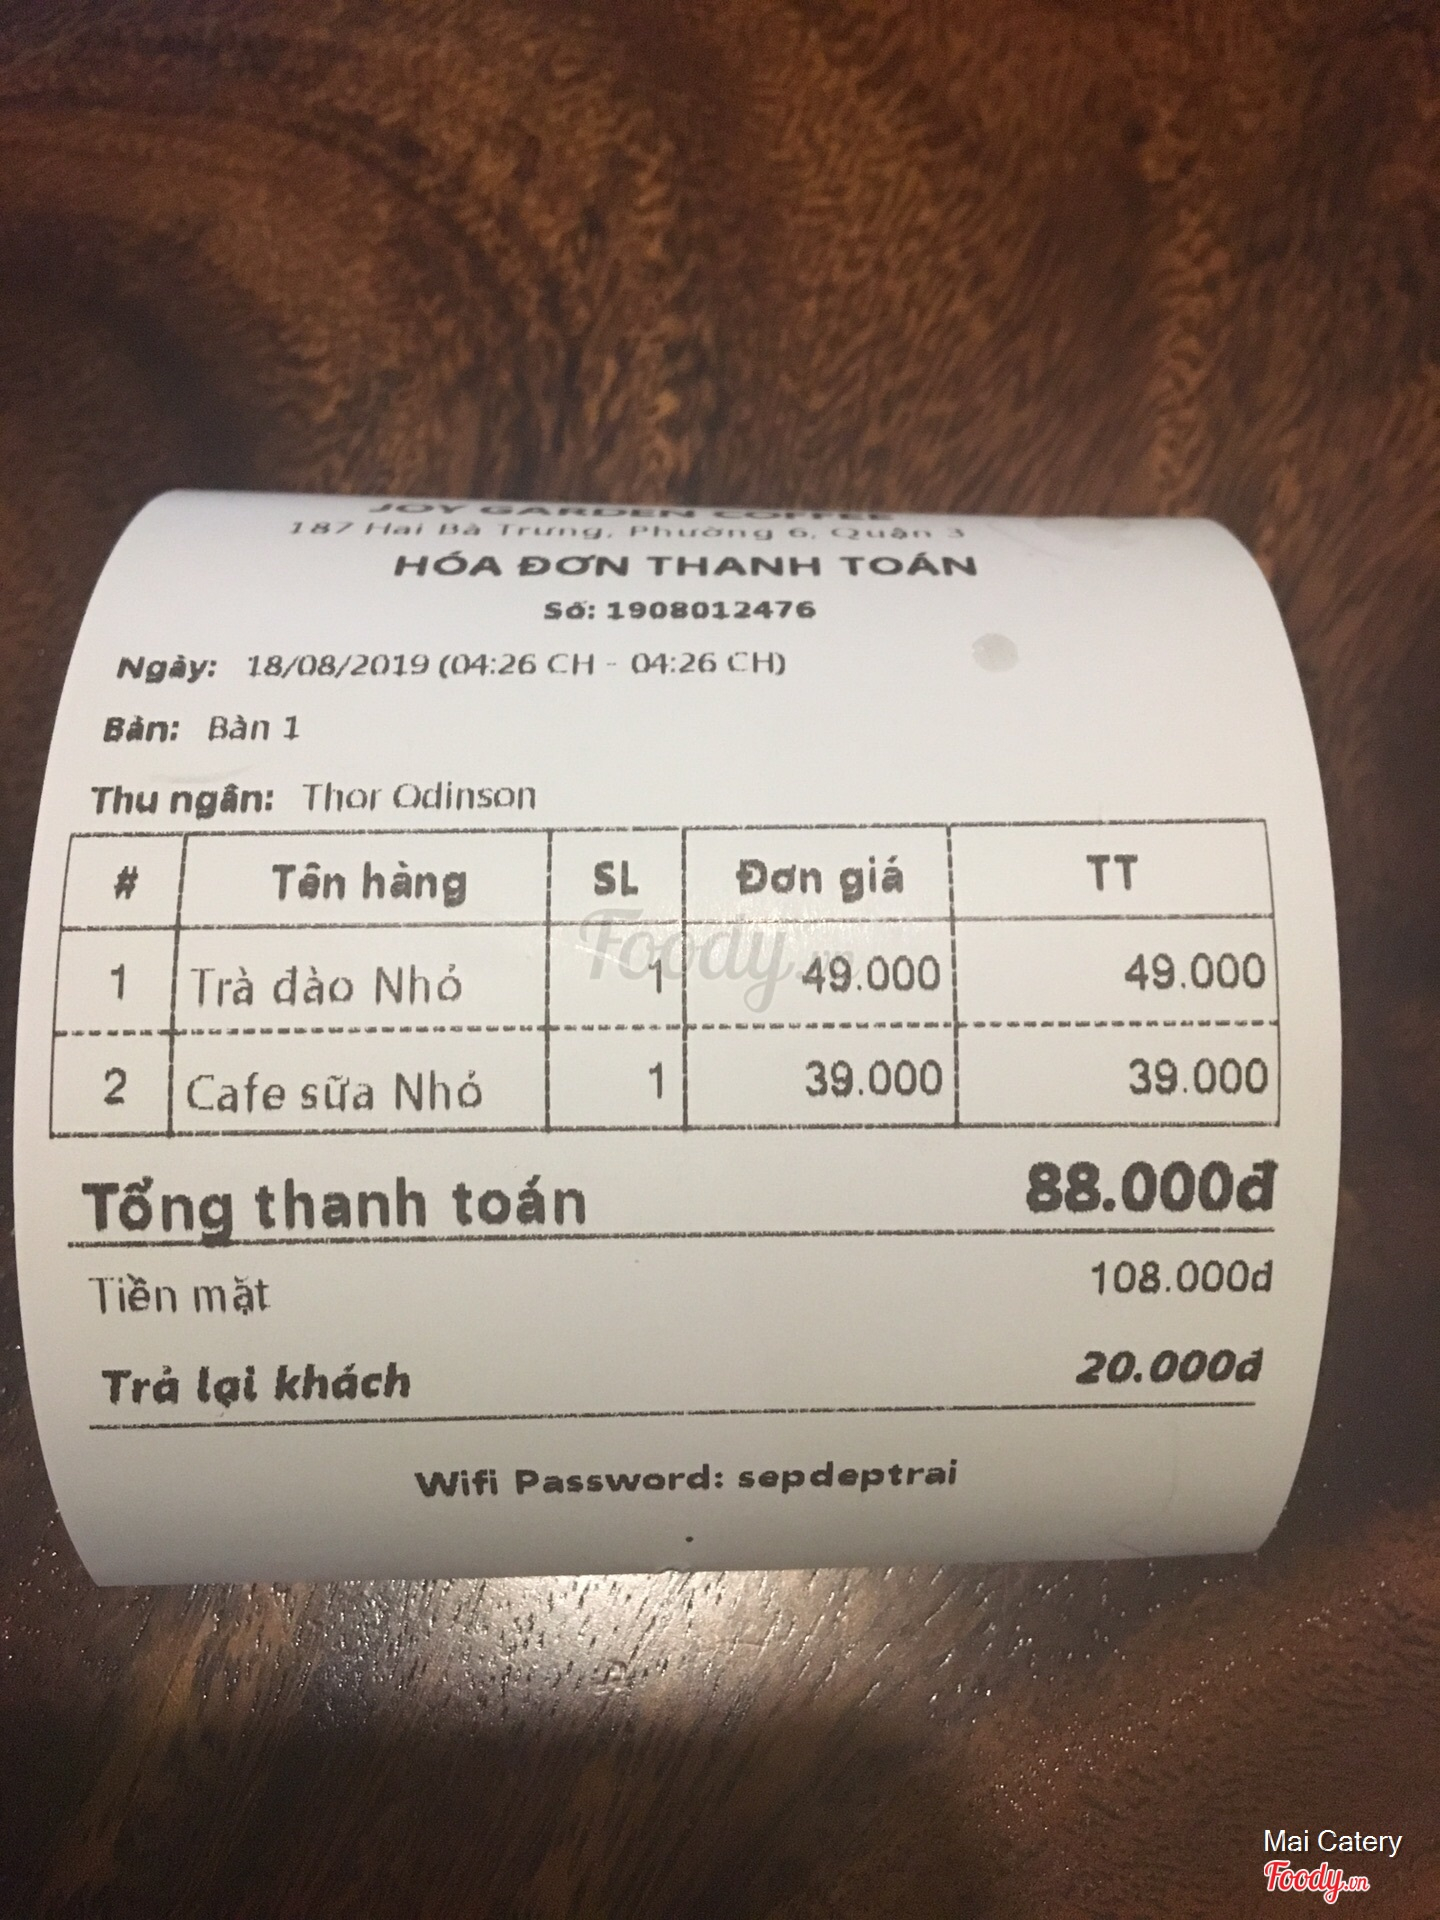 JOY GARDEN COFFEE
187 Hai Bà Trưng, Phường 6, Quận 3
HÓA ĐƠN THANH TOÁN
Số: 1908012476
Ngày: 18/08/2019 (04:26 CH - 04:26 CH)
Bàn: Bàn 1
Thu ngân: Thor Odinson
# Tên hàng SL Đơn giá TT
1 Trà đào Nhỏ 1 49.000 49.000
2 Cafe sữa Nhỏ 1 39.000 39.000
Tổng thanh toán 88.000đ
Tiền mặt 108.000đ
Trả lại khách 20.000đ
Wifi Password: sepdeptrai
Foody.vn
Mai Catery
Foody.vn